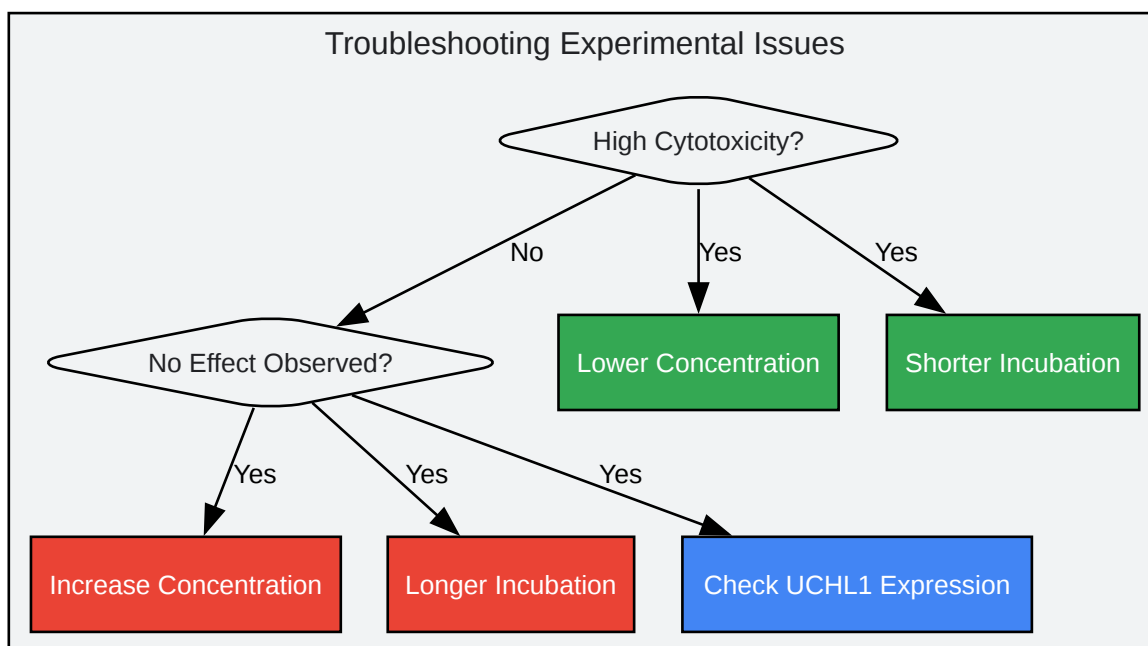 Troubleshooting Experimental Issues
High Cytotoxicity?
No
Yes
Yes
No Effect Observed?
Lower Concentration
Shorter Incubation
Yes
Yes
Yes
Increase Concentration
Longer Incubation
Check UCHL1 Expression